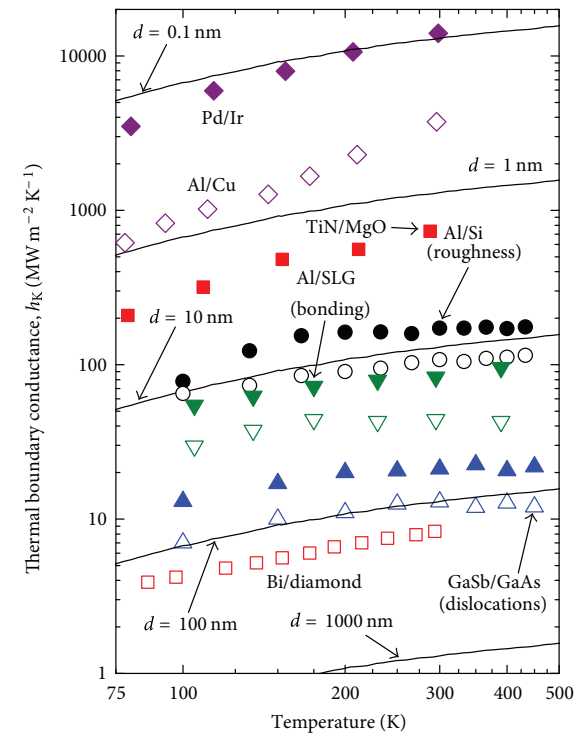 d = 0.1 nm
10000
Pd/Ir
Al/Cu
d = 1 nm
1000
TiN/MgO
Al/Si
(roughness)
Al/SLG
(bonding)
d = 10 nm
100
10
Bi/diamond
GaSb/GaAs
(dislocations)
d = 100 nm
d = 1000 nm
1
75
100
200
300
400
500
Temperature (K)
Thermal boundary conductance, hK (MW m−2 K−1)